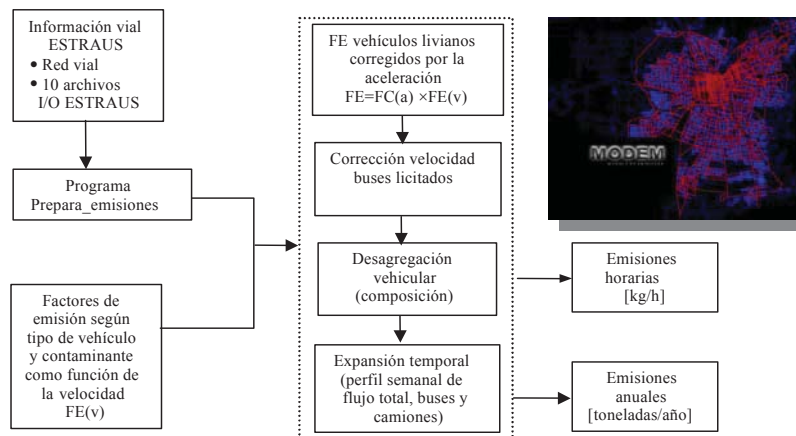 Información vial
ESTRAUS
• Red vial
• 10 archivos
I/O ESTRAUS
Programa
Prepara_emisiones
Factores de
emisión según
tipo de vehículo
y contaminante
como función de
la velocidad
FE(v)
FE vehículos livianos
corregidos por la
aceleración
FE=FC(a) ×FE(v)
Corrección velocidad
buses licitados
Desagregación
vehicular
(composición)
Expansión temporal
(perfil semanal de
flujo total, buses y
camiones)
MODEM
Emisiones
horarias
[kg/h]
Emisiones
anuales
[toneladas/año]